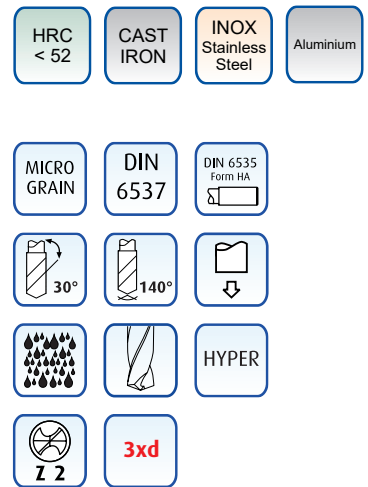 HRC
< 52
CAST
IRON
INOX
Stainless
Steel
Aluminium
MICRO
GRAIN
DIN
6537
DIN 6535
Form HA
30°
140°
HYPER
Z 2
3xd